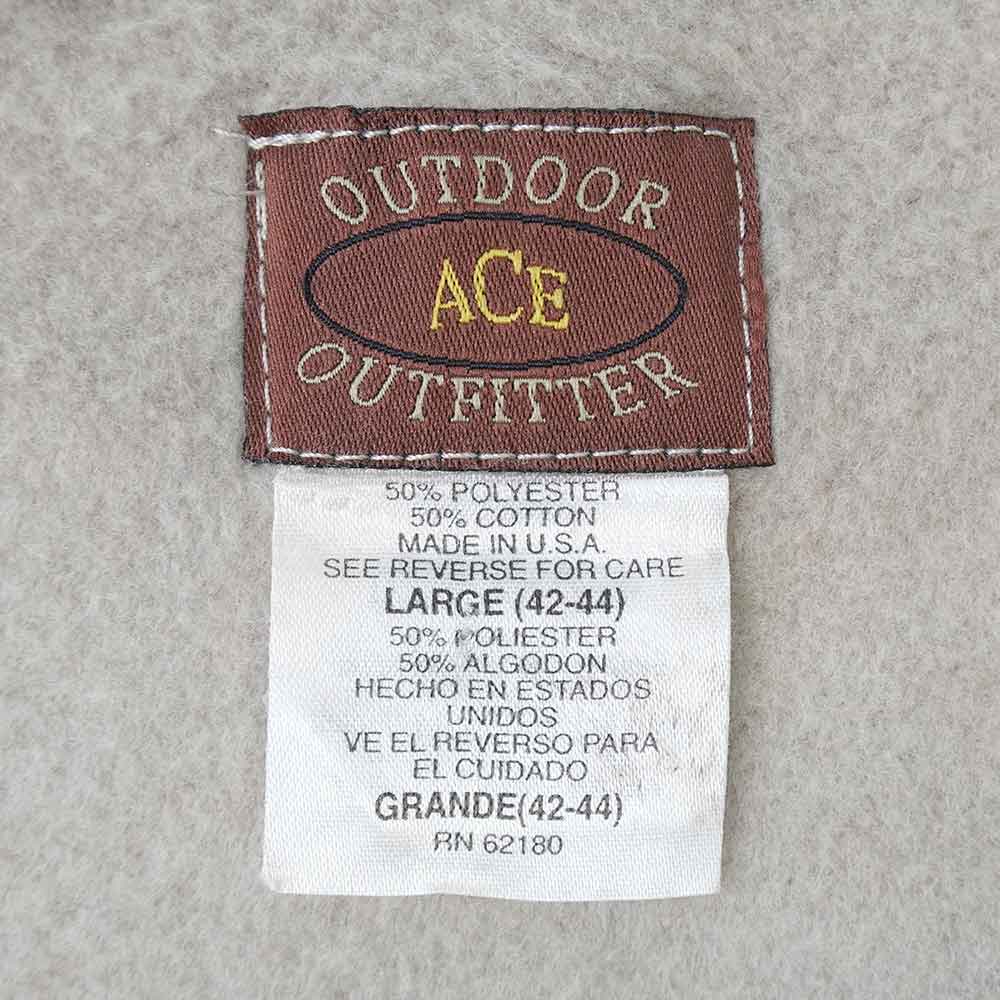 OUTDOOR
ACE
OUTFITTER
50% POLYESTER
50% COTTON
MADE IN U.S.A.
SEE REVERSE FOR CARE
LARGE (42-44)
50% POLIESTER
50% ALGODON
HECHO EN ESTADOS
UNIDOS
VE EL REVERSO PARA
EL CUIDADO
GRANDE(42-44)
RN 62180